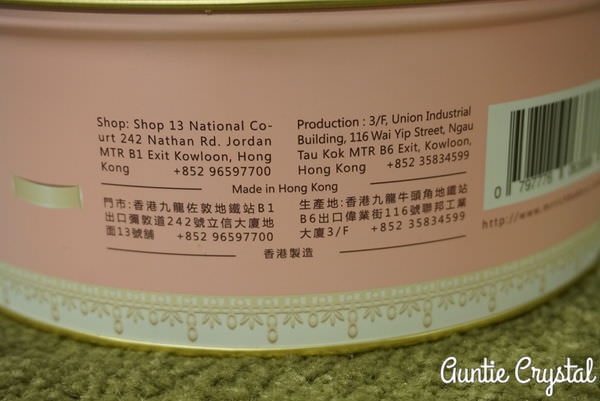 Shop: Shop 13 National Co-
urt 242 Nathan Rd. Jordan
MTR B1 Exit Kowloon, Hong
Kong +852 96597700
Production : 3/F, Union Industrial
Building, 116 Wai Yip Street, Ngau
Tau Kok MTR B6 Exit, Kowloon,
Hong Kong +852 35834599
Made in Hong Kong
門市:香港九龍佐敦地鐵站B1
出口彌敦道242號立信大廈地
面13號舖 +852 96597700
生產地:香港九龍牛頭角地鐵站
B6出口偉業街116號聯邦工業
大廈3/F +852 35834599
香港製造
Auntie Crystal